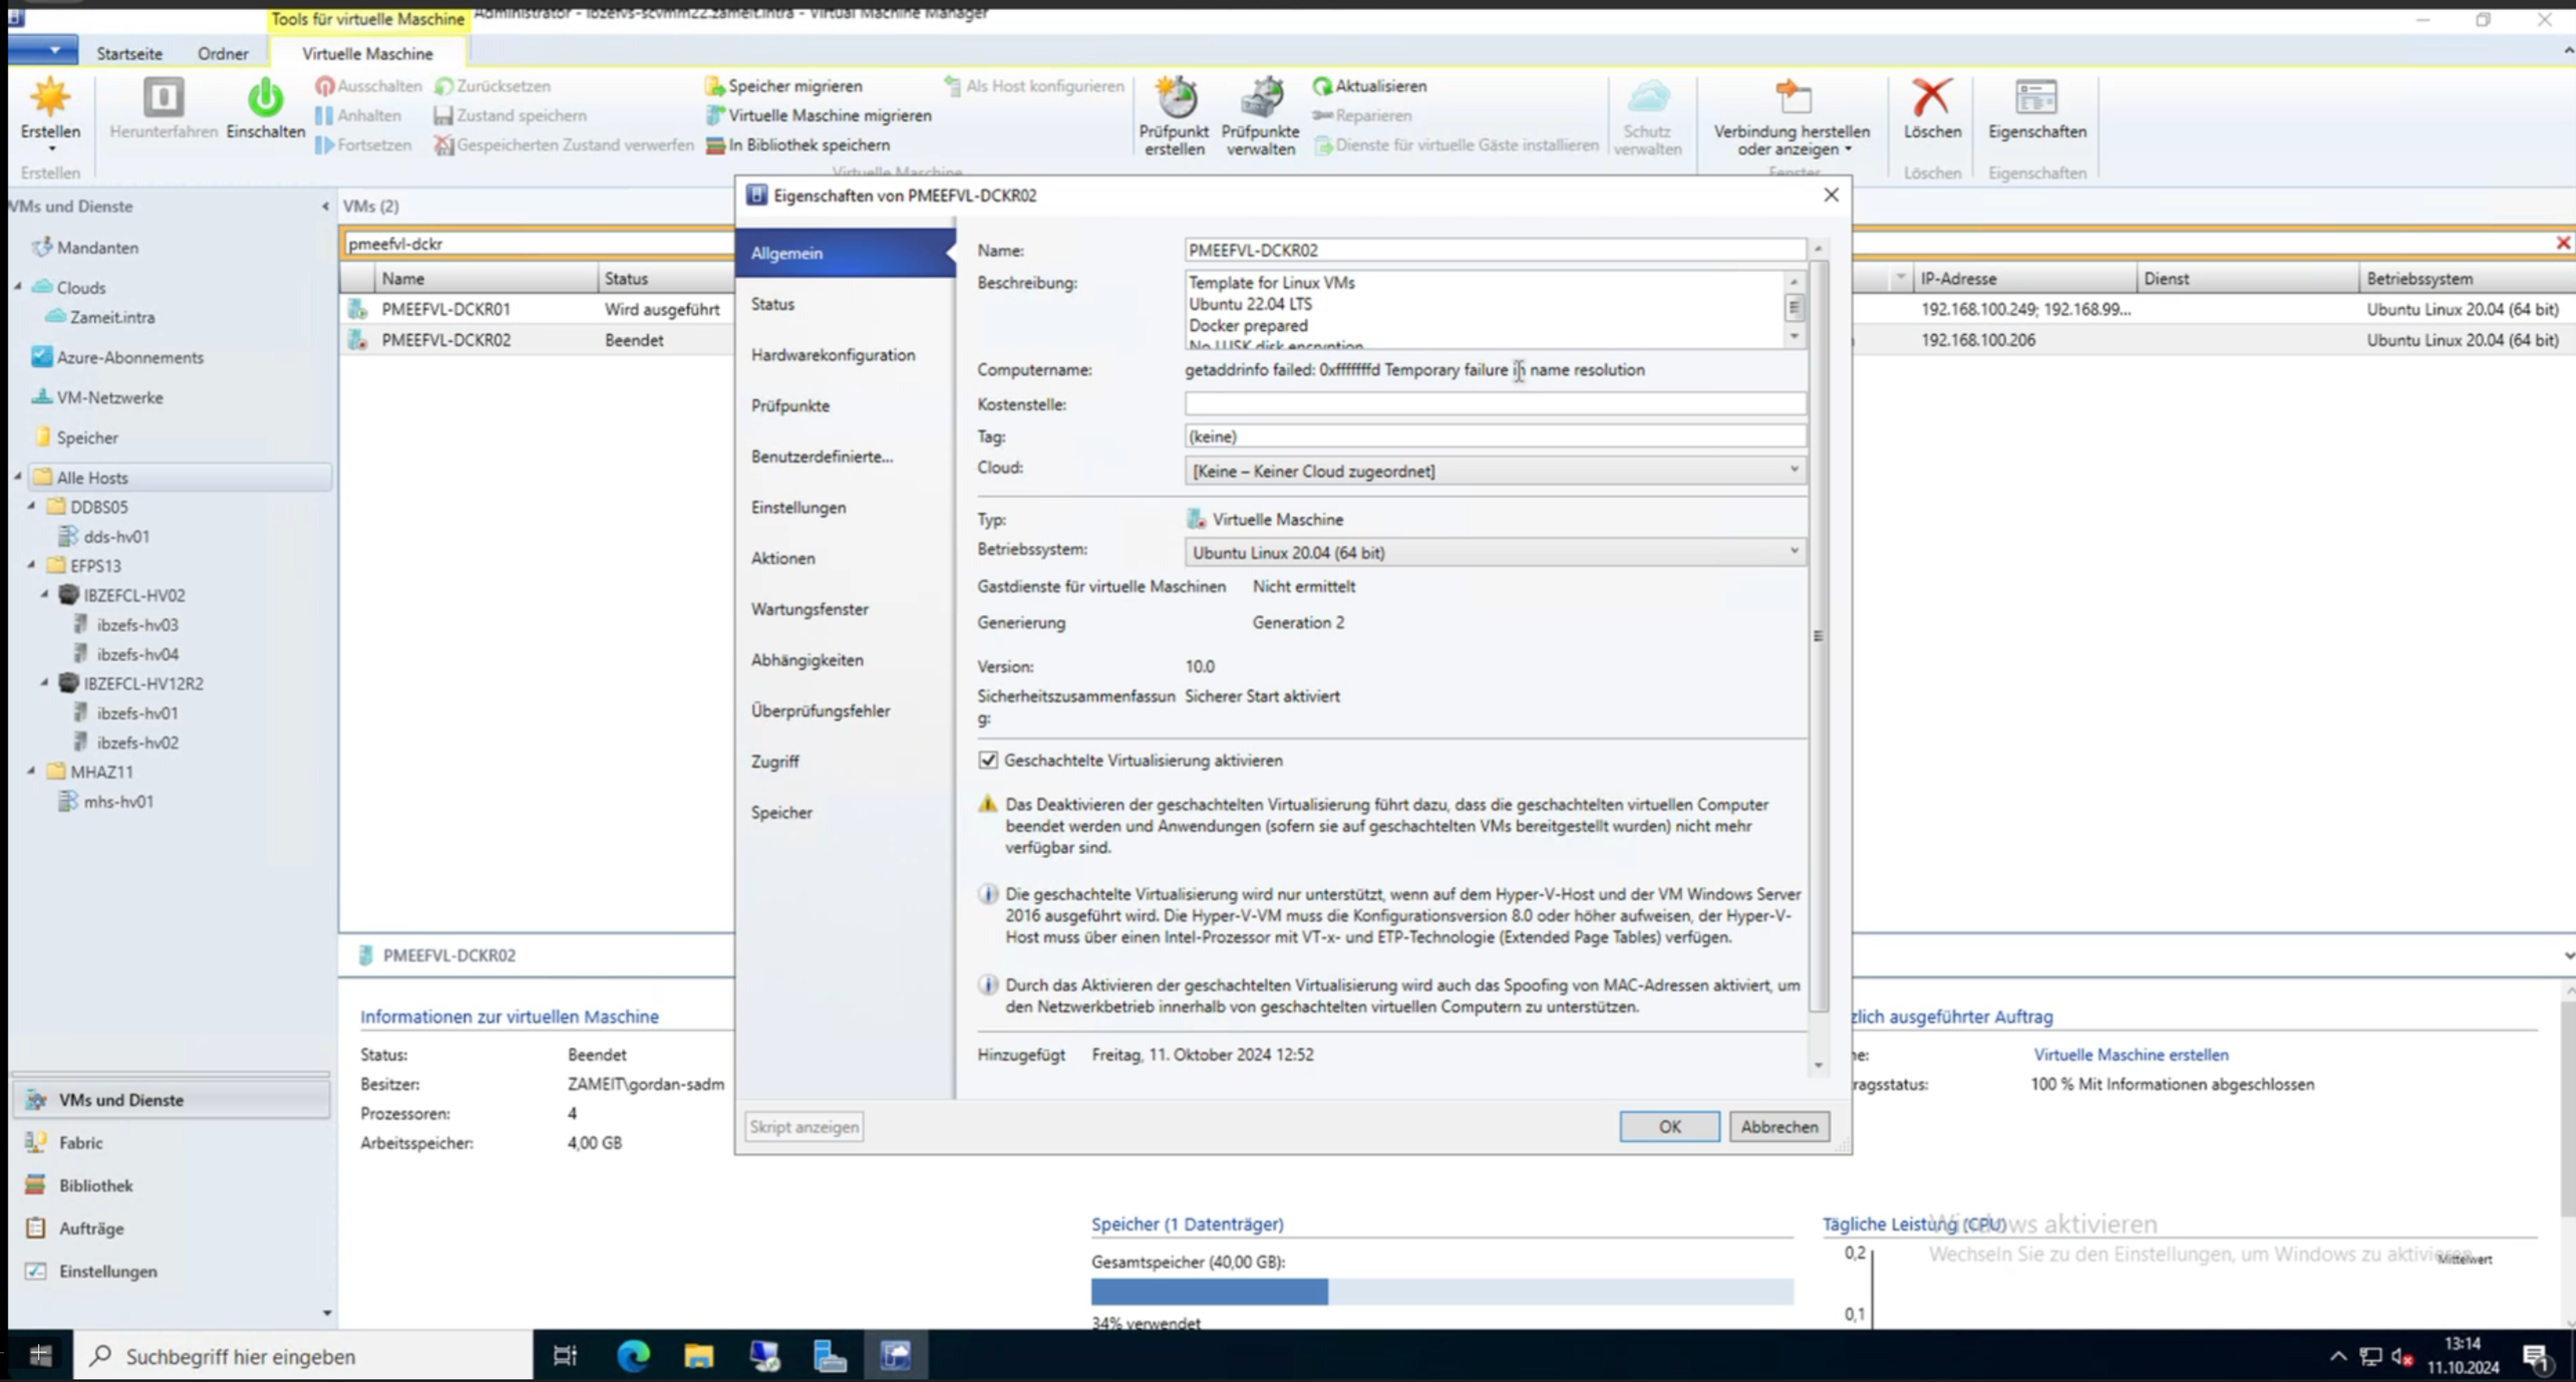 Tools für virtuelle Maschine
Administrator - ibzefvs-scvmm22.zameit.intra - Virtual Machine Manager
Startseite
Ordner
Virtuelle Maschine
Erstellen
Herunterfahren
Einschalten
Ausschalten
Anhalten
Fortsetzen
Zurücksetzen
Zustand speichern
Gespeicherten Zustand verwerfen
Speicher migrieren
Virtuelle Maschine migrieren
In Bibliothek speichern
Als Host konfigurieren
Prüfpunkt erstellen
Prüfpunkte verwalten
Aktualisieren
Reparieren
Dienste für virtuelle Gäste installieren
Schutz verwalten
Verbindung herstellen oder anzeigen
Löschen
Eigenschaften
Erstellen
Virtuelle Maschine
Fenster
Löschen
Eigenschaften
VMs und Dienste
Mandanten
Clouds
Zameit.intra
Azure-Abonnements
VM-Netzwerke
Speicher
Alle Hosts
DDBS05
dds-hv01
EFPS13
IBZEFCL-HV02
ibzefs-hv03
ibzefs-hv04
IBZEFCL-HV12R2
ibzefs-hv01
ibzefs-hv02
MHAZ11
mhs-hv01
VMs und Dienste
Fabric
Bibliothek
Aufträge
Einstellungen
VMs (2)
pmeefvl-dckr
Name Status IP-Adresse Dienst Betriebssystem
PMEEFVL-DCKR01 Wird ausgeführt 192.168.100.249; 192.168.99... Ubuntu Linux 20.04 (64 bit)
PMEEFVL-DCKR02 Beendet 192.168.100.206 Ubuntu Linux 20.04 (64 bit)
Eigenschaften von PMEEFVL-DCKR02
Allgemein
Status
Hardwarekonfiguration
Prüfpunkte
Benutzerdefinierte...
Einstellungen
Aktionen
Wartungsfenster
Abhängigkeiten
Überprüfungsfehler
Zugriff
Speicher
Name: PMEEFVL-DCKR02
Beschreibung: Template for Linux VMs
Ubuntu 22.04 LTS
Docker prepared
No LUSK disk encryption
Computername: getaddrinfo failed: 0xfffffffd Temporary failure in name resolution
Kostenstelle:
Tag: (keine)
Cloud: [Keine – Keiner Cloud zugeordnet]
Typ: Virtuelle Maschine
Betriebssystem: Ubuntu Linux 20.04 (64 bit)
Gastdienste für virtuelle Maschinen Nicht ermittelt
Generierung Generation 2
Version: 10.0
Sicherheitszusammenfassun Sicherer Start aktiviert
g:
Geschachtelte Virtualisierung aktivieren
Das Deaktivieren der geschachtelten Virtualisierung führt dazu, dass die geschachtelten virtuellen Computer
beendet werden und Anwendungen (sofern sie auf geschachtelten VMs bereitgestellt wurden) nicht mehr
verfügbar sind.
Die geschachtelte Virtualisierung wird nur unterstützt, wenn auf dem Hyper-V-Host und der VM Windows Server
2016 ausgeführt wird. Die Hyper-V-VM muss die Konfigurationsversion 8.0 oder höher aufweisen, der Hyper-V-
Host muss über einen Intel-Prozessor mit VT-x- und ETP-Technologie (Extended Page Tables) verfügen.
Durch das Aktivieren der geschachtelten Virtualisierung wird auch das Spoofing von MAC-Adressen aktiviert, um
den Netzwerkbetrieb innerhalb von geschachtelten virtuellen Computern zu unterstützen.
Hinzugefügt Freitag, 11. Oktober 2024 12:52
Skript anzeigen
OK
Abbrechen
PMEEFVL-DCKR02
Informationen zur virtuellen Maschine
Status: Beendet
Besitzer: ZAMEIT\gordan-sadm
Prozessoren: 4
Arbeitsspeicher: 4,00 GB
zlich ausgeführter Auftrag
ne: Virtuelle Maschine erstellen
ragsstatus: 100 % Mit Informationen abgeschlossen
Speicher (1 Datenträger)
Gesamtspeicher (40,00 GB):
34% verwendet
Tägliche Leistung (CPU)
0,2
0,1
Mittelwert
Windows aktivieren
Wechseln Sie zu den Einstellungen, um Windows zu aktivieren.
Suchbegriff hier eingeben
13:14
11.10.2024
1